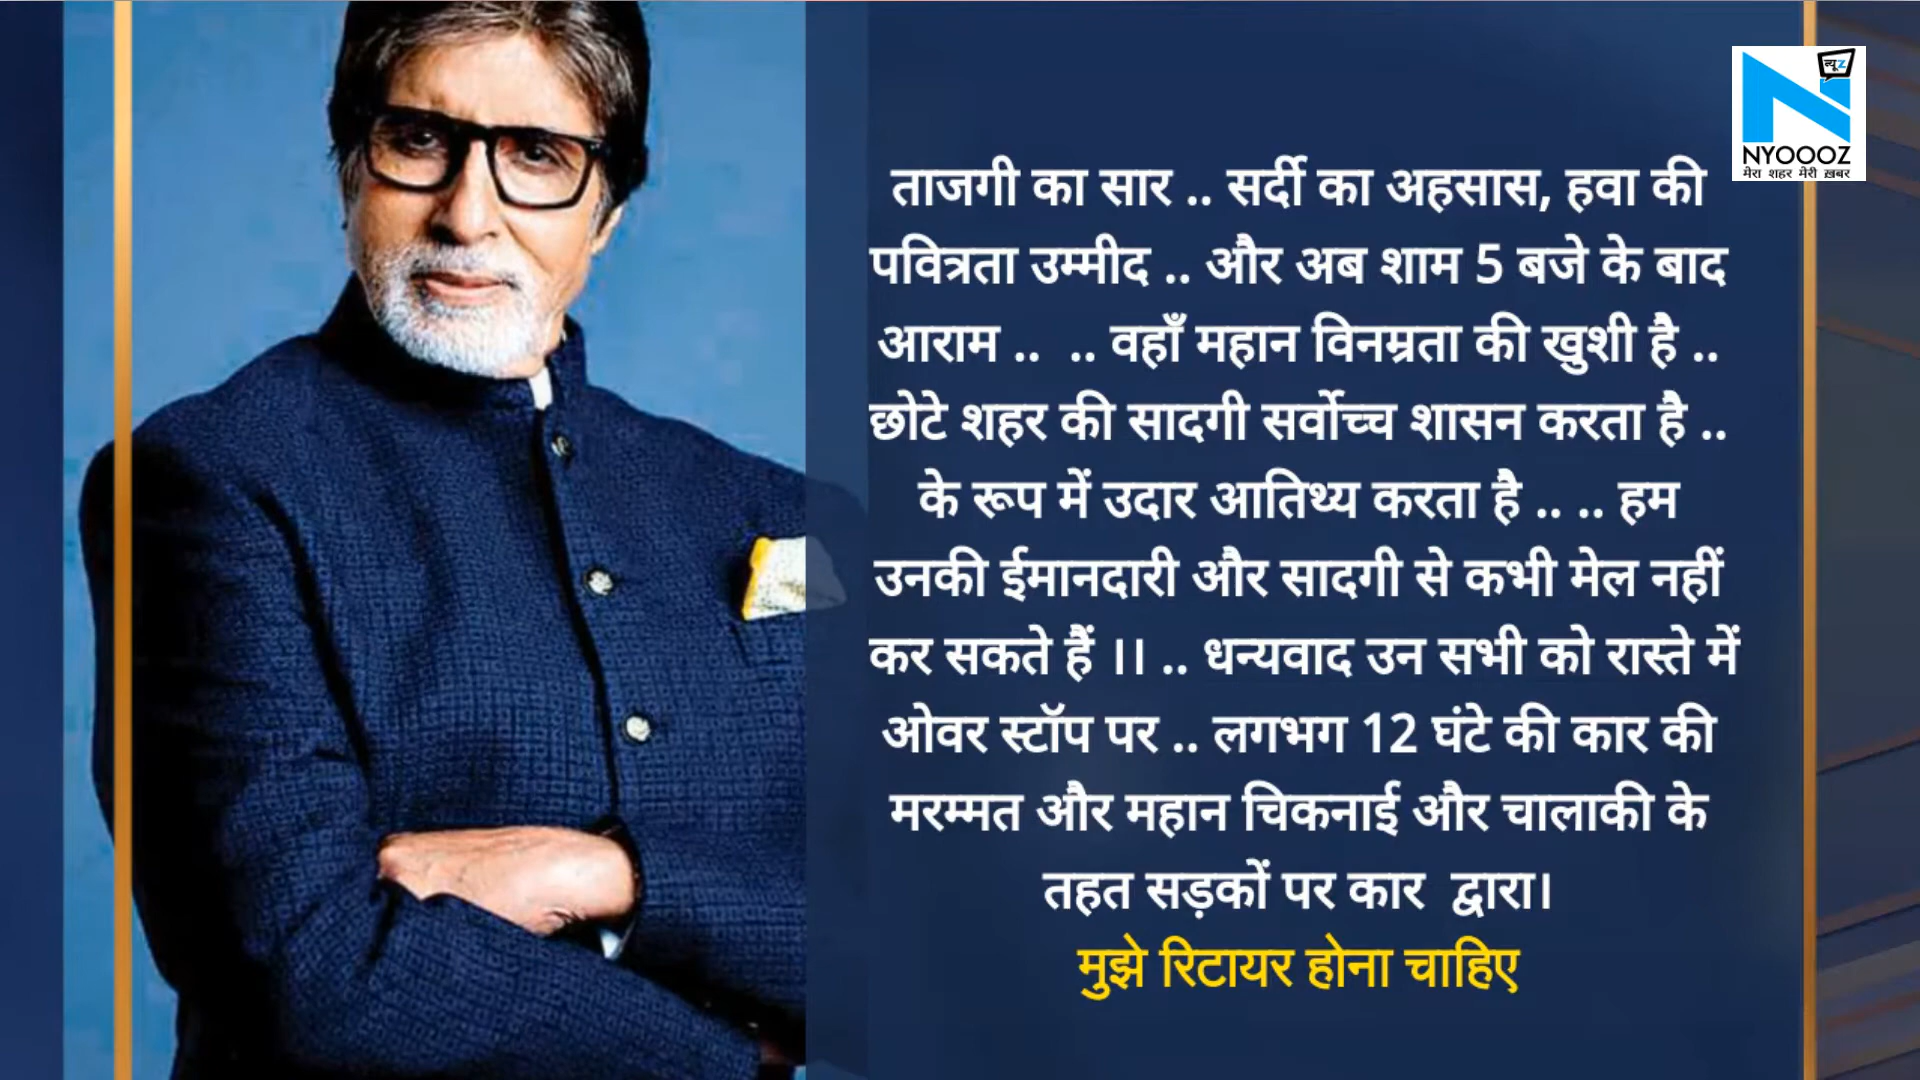 न्यूz
NYOOOZ
मेरा शहर मेरी ख़बर
ताजगी का सार .. सर्दी का अहसास, हवा की
पवित्रता उम्मीद .. और अब शाम 5 बजे के बाद
आराम ..  .. वहाँ महान विनम्रता की खुशी है ..
छोटे शहर की सादगी सर्वोच्च शासन करता है ..
के रूप में उदार आतिथ्य करता है .. .. हम
उनकी ईमानदारी और सादगी से कभी मेल नहीं
कर सकते हैं ।। .. धन्यवाद उन सभी को रास्ते में
ओवर स्टॉप पर .. लगभग 12 घंटे की कार की
मरम्मत और महान चिकनाई और चालाकी के
तहत सड़कों पर कार  द्वारा।
मुझे रिटायर होना चाहिए